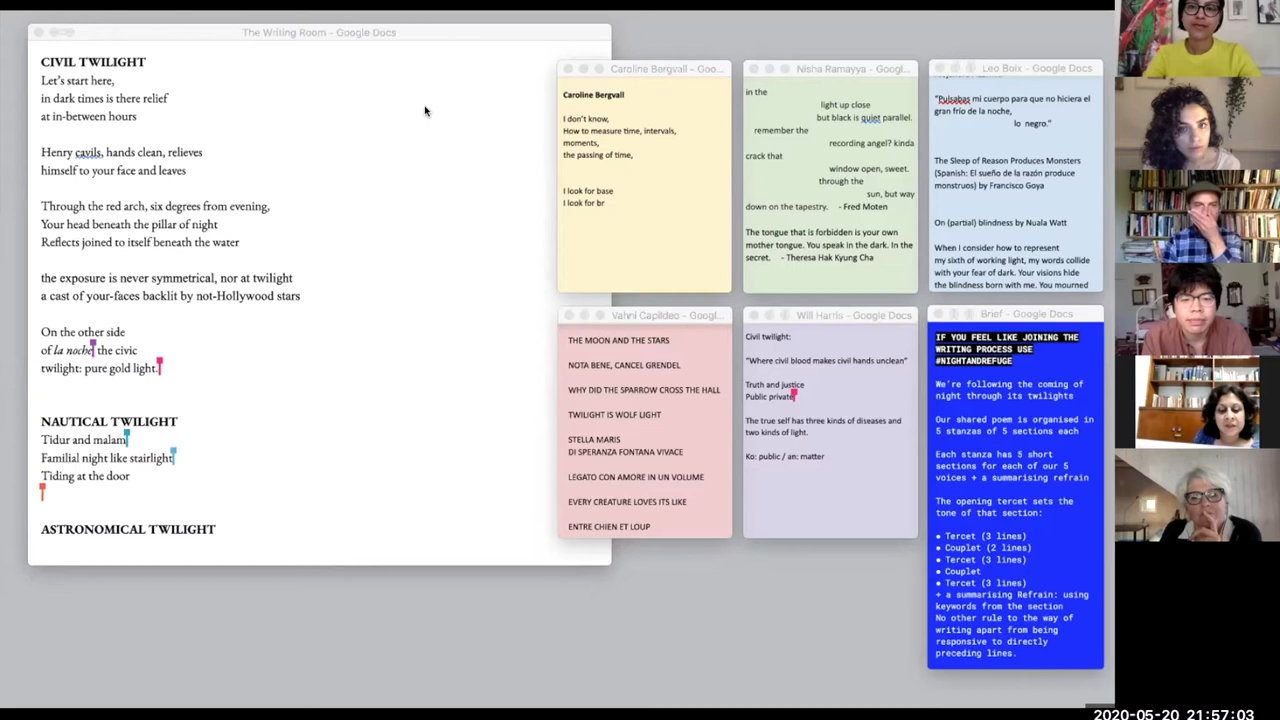 The Writing Room - Google Docs
CIVIL TWILIGHT
Let's start here,
in dark times is there relief
at in-between hours
Henry cavils, hands clean, relieves
himself to your face and leaves
Through the red arch, six degrees from evening,
Your head beneath the pillar of night
Reflects joined to itself beneath the water
the exposure is never symmetrical, nor at twilight
a cast of your-faces backlit by not-Hollywood stars
On the other side
of la noche the civic
twilight: pure gold light.
NAUTICAL TWILIGHT
Tidur and malam
Familial night like stairlight
Tiding at the door
ASTRONOMICAL TWILIGHT
Caroline Bergvall - Goo...
Caroline Bergvall
I don't know,
How to measure time, intervals,
moments,
the passing of time,
I look for base
I look for br
Nisha Ramayya - Googl...
in the
light up close
but black is quiet parallel.
remember the
recording angel? kinda
crack that
window open, sweet.
through the
sun, but way
down on the tapestry. - Fred Moten
The tongue that is forbidden is your own
mother tongue. You speak in the dark. In the
secret. - Theresa Hak Kyung Cha
Leo Boix - Google Docs
"Pulsabas mi cuerpo para que no hiciera el
gran frío de la noche,
lo negro."
The Sleep of Reason Produces Monsters
(Spanish: El sueño de la razón produce
monstruos) by Francisco Goya
On (partial) blindness by Nuala Watt
When I consider how to represent
my sixth of working light, my words collide
with your fear of dark. Your visions hide
the blindness born with me. You mourned
Vahni Capildeo - Googl...
THE MOON AND THE STARS
NOTA BENE, CANCEL GRENDEL
WHY DID THE SPARROW CROSS THE HALL
TWILIGHT IS WOLF LIGHT
STELLA MARIS
DI SPERANZA FONTANA VIVACE
LEGATO CON AMORE IN UN VOLUME
EVERY CREATURE LOVES ITS LIKE
ENTRE CHIEN ET LOUP
Will Harris - Google Docs
Civil twilight:
"Where civil blood makes civil hands unclean"
Truth and justice
Public private
The true self has three kinds of diseases and
two kinds of light.
Ko: public / an: matter
Brief - Google Docs
IF YOU FEEL LIKE JOINING THE
WRITING PROCESS USE
#NIGHTANDREFUGE
We're following the coming of
night through its twilights
Our shared poem is organised in
5 stanzas of 5 sections each
Each stanza has 5 short
sections for each of our 5
voices + a summarising refrain
The opening tercet sets the
tone of that section:
● Tercet (3 lines)
● Couplet (2 lines)
● Tercet (3 lines)
● Couplet
● Tercet (3 lines)
+ a summarising Refrain: using
keywords from the section
No other rule to the way of
writing apart from being
responsive to directly
preceding lines.
2020-05-20 21:57:03